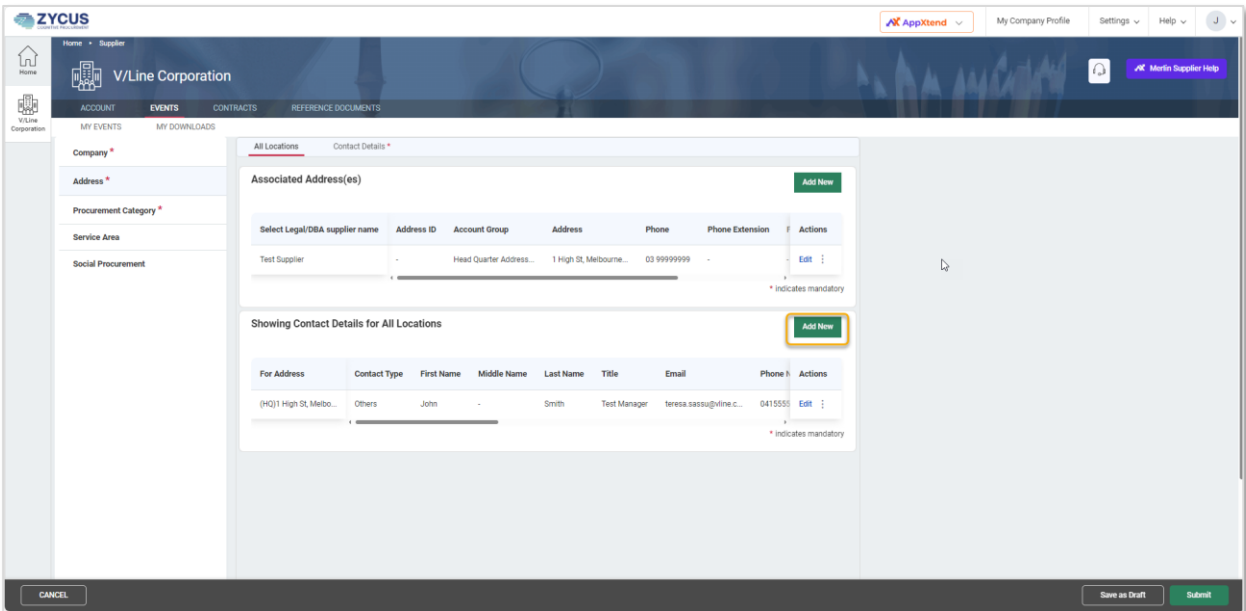 ZYCUS
COGNITIVE PROCUREMENT
AppXtend
My Company Profile
Settings
Help
J
Home
V/Line
Corporation
Home • Supplier
V/Line Corporation
Merlin Supplier Help
ACCOUNT EVENTS CONTRACTS REFERENCE DOCUMENTS
MY EVENTS MY DOWNLOADS
Company *
Address *
Procurement Category *
Service Area
Social Procurement
All Locations Contact Details *
Associated Address(es)
Add New
Select Legal/DBA supplier name Address ID Account Group Address Phone Phone Extension Actions
Test Supplier - Head Quarter Address... 1 High St, Melbourne... 03 99999999 - - Edit
* indicates mandatory
Showing Contact Details for All Locations
Add New
For Address Contact Type First Name Middle Name Last Name Title Email Phone N Actions
(HQ)1 High St, Melbo... Others John - Smith Test Manager teresa.sassu@vline.c... 0415555 Edit
* indicates mandatory
CANCEL
Save as Draft
Submit